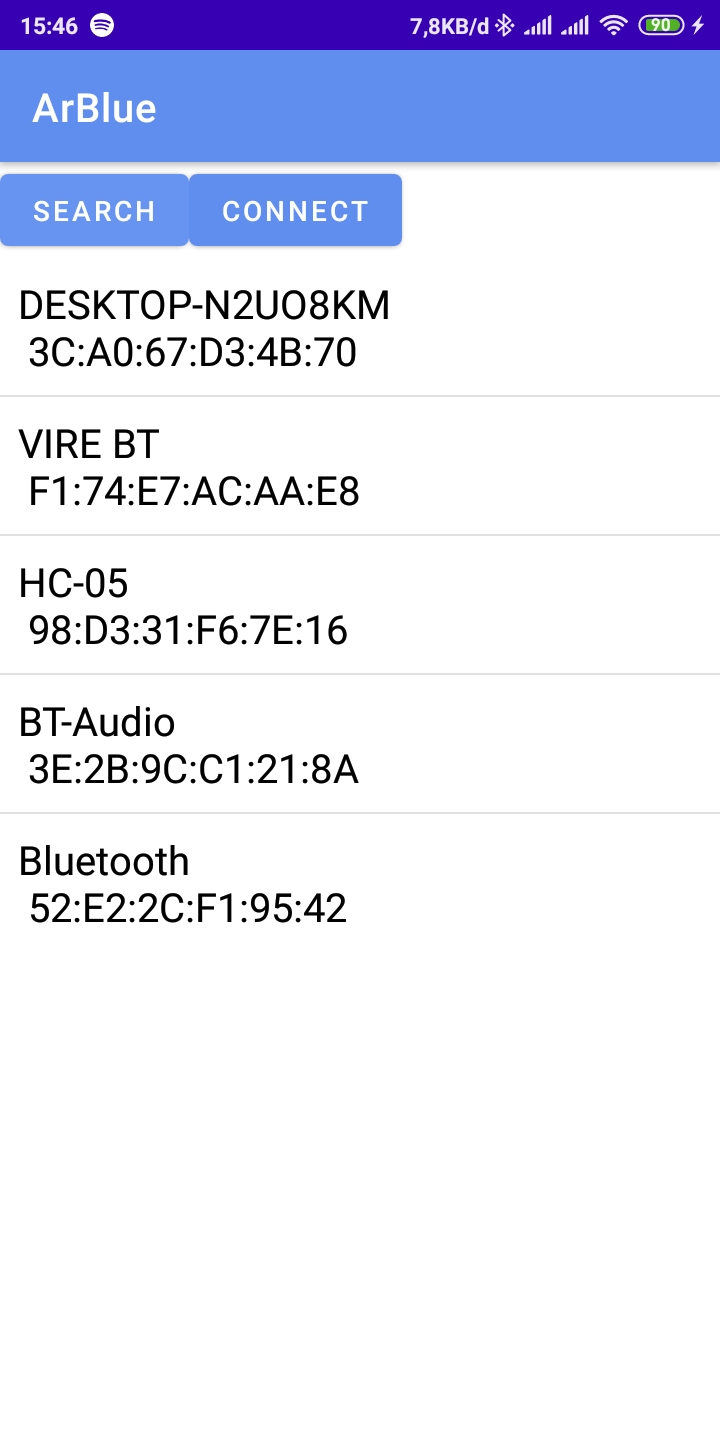 15:46 7,8KB/d 90
ArBlue
SEARCH CONNECT
DESKTOP-N2UO8KM
3C:A0:67:D3:4B:70
VIRE BT
F1:74:E7:AC:AA:E8
HC-05
98:D3:31:F6:7E:16
BT-Audio
3E:2B:9C:C1:21:8A
Bluetooth
52:E2:2C:F1:95:42